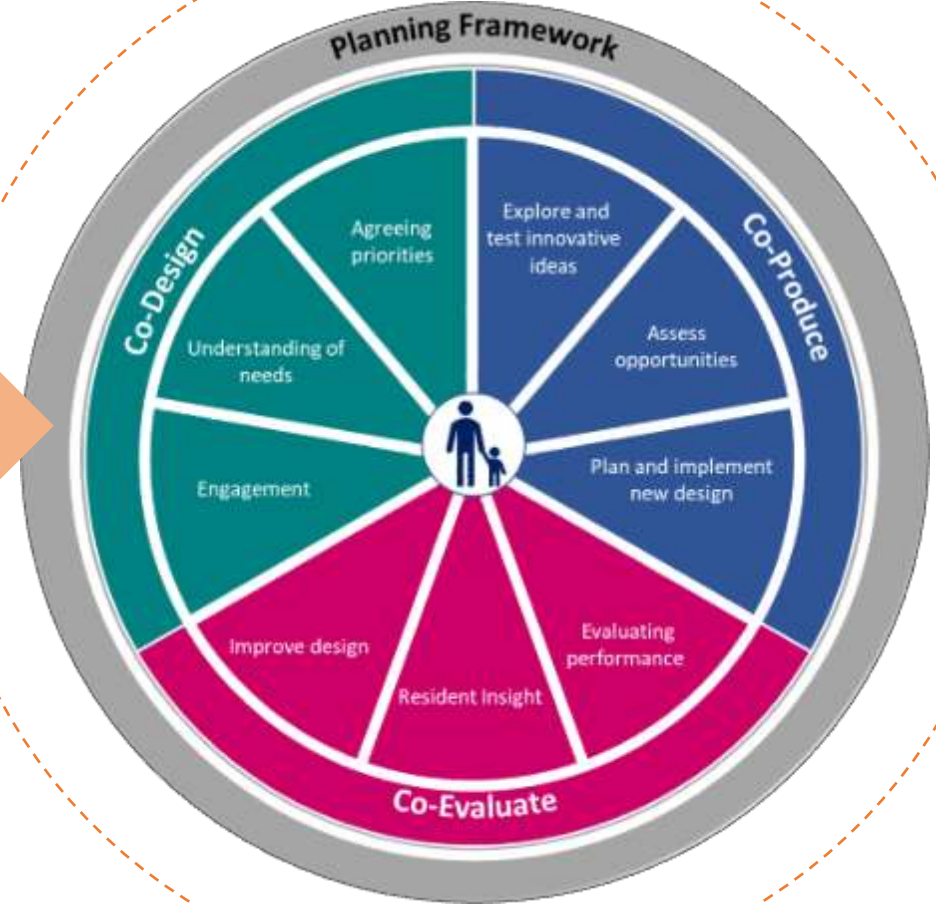 Planning Framework
Co-Design
Co-Produce
Agreeing
priorities
Explore and
test innovative
ideas
Understanding of
needs
Assess
opportunities
Engagement
Plan and implement
new design
Improve design
Resident Insight
Evaluating
performance
Co-Evaluate